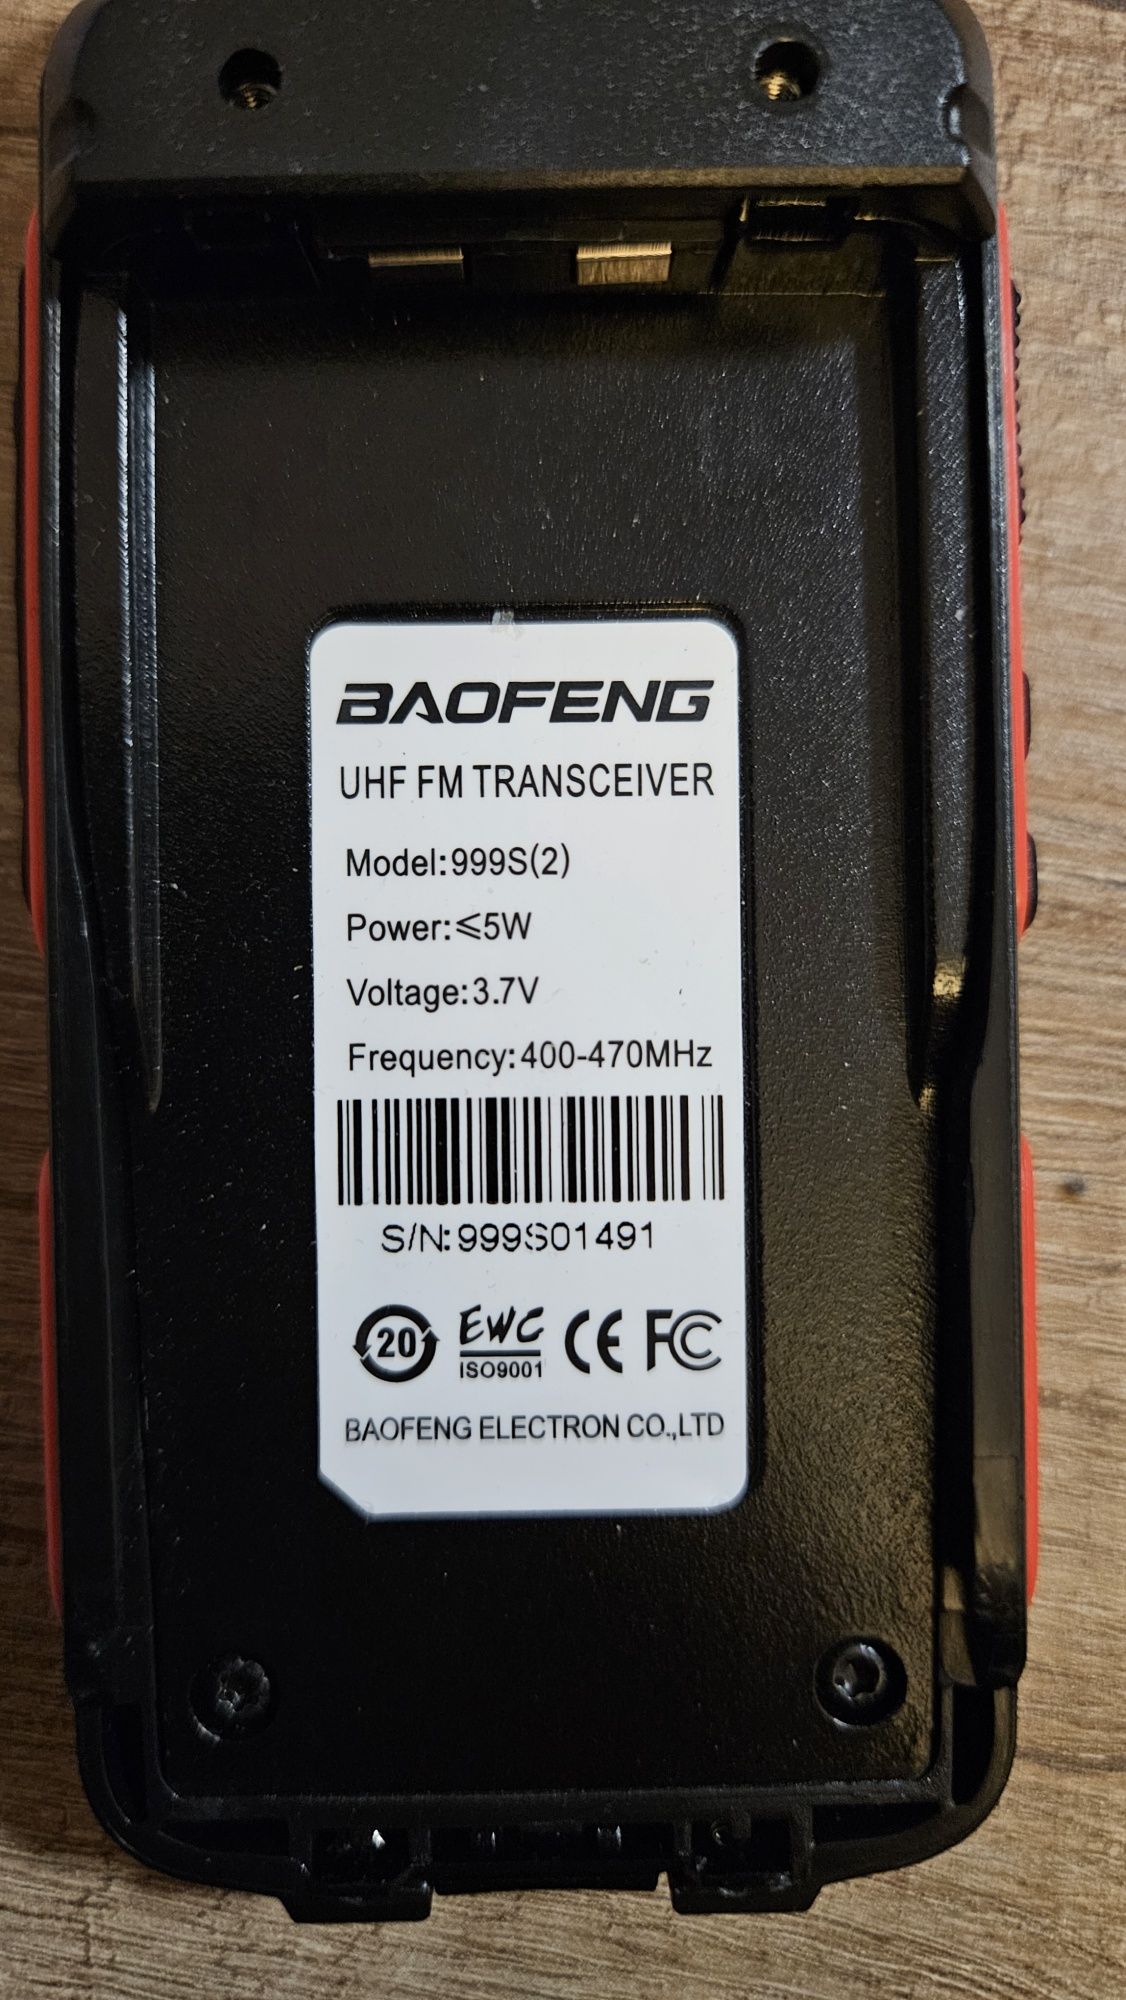 BAOFENG
UHF FM TRANSCEIVER
Model:999S(2)
Power:≤5W
Voltage:3.7V
Frequency:400-470MHz
S/N:999S01491
20
EWC
ISO9001
CE FC
BAOFENG ELECTRON CO.,LTD